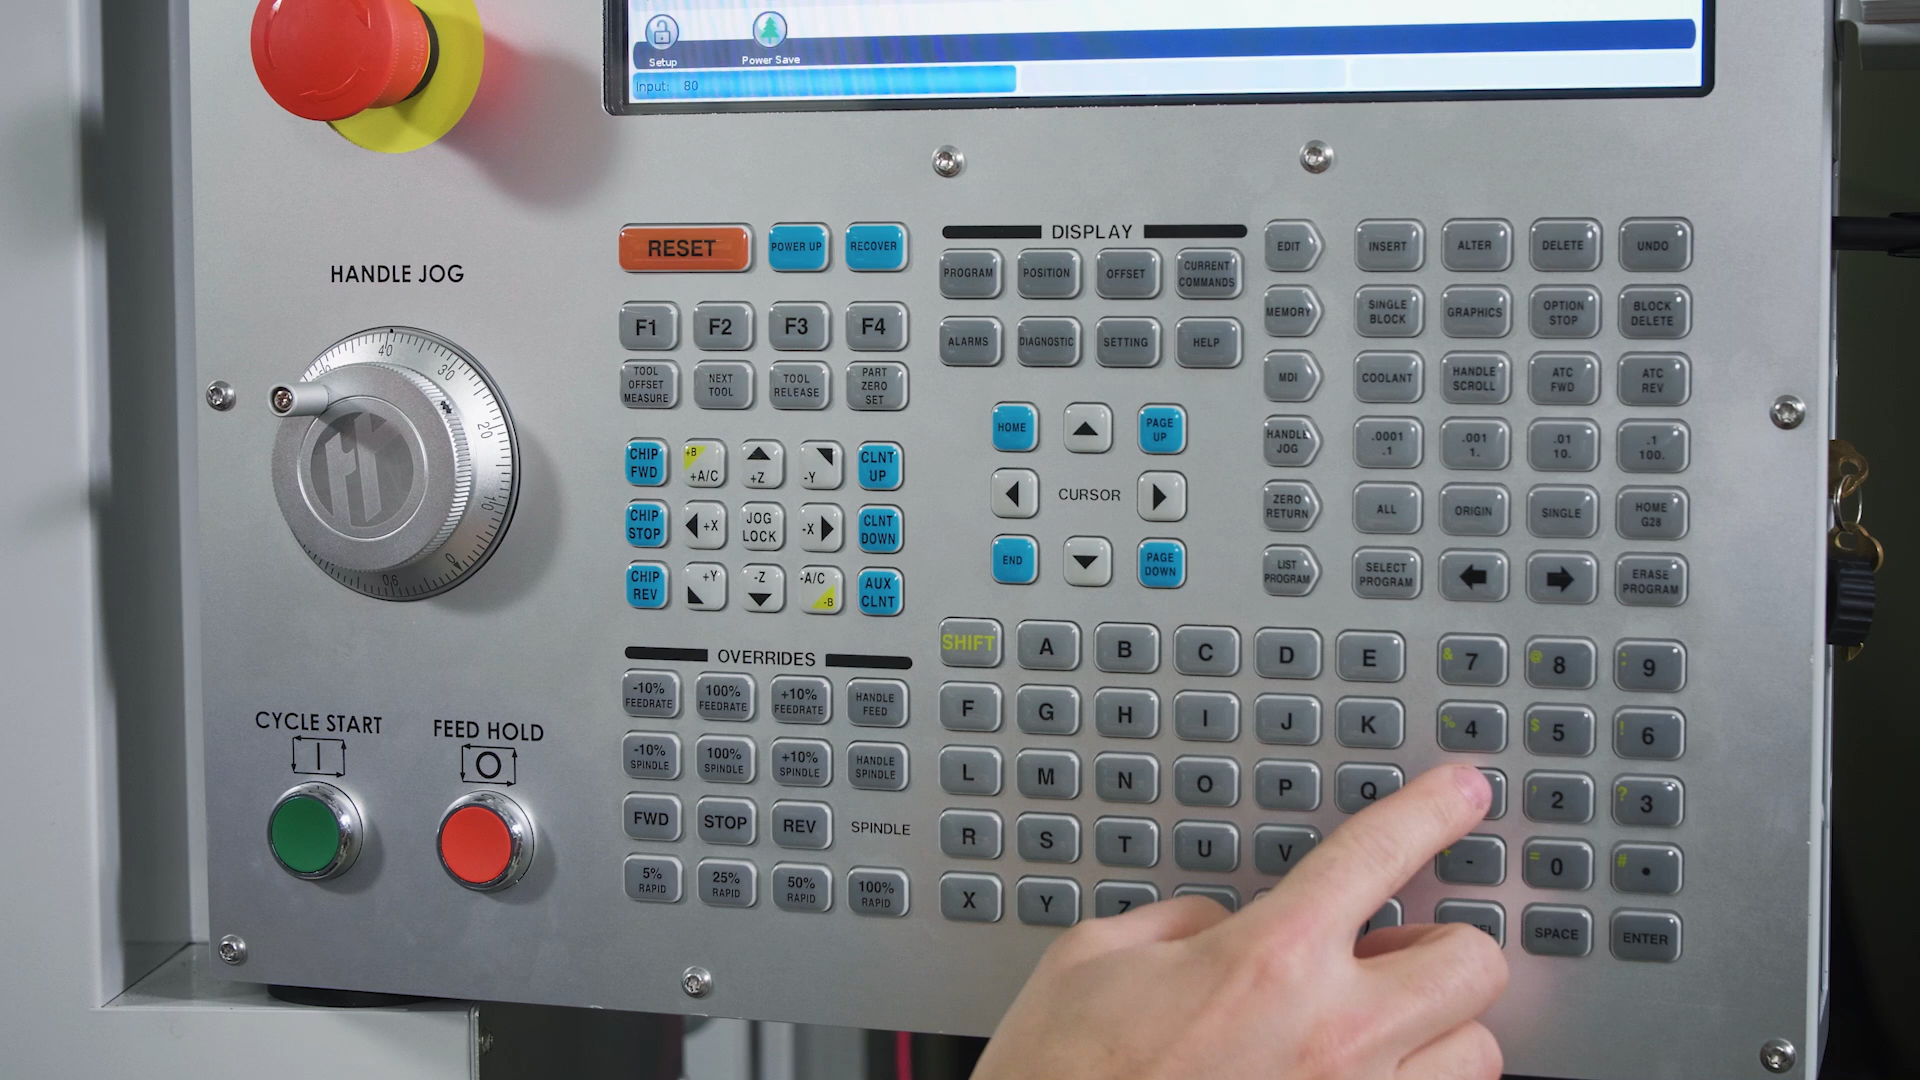 Setup
Power Save
Input: 80
HANDLE JOG
40
30
20
10
0
90
CYCLE START
FEED HOLD
RESET
POWER UP
RECOVER
F1
F2
F3
F4
TOOL
OFFSET
MEASURE
NEXT
TOOL
TOOL
RELEASE
PART
ZERO
SET
CHIP
FWD
+B
+A/C
+Z
-Y
CLNT
UP
CHIP
STOP
+X
JOG
LOCK
-X
CLNT
DOWN
CHIP
REV
+Y
-Z
-A/C
-B
AUX
CLNT
OVERRIDES
-10%
FEEDRATE
100%
FEEDRATE
+10%
FEEDRATE
HANDLE
FEED
-10%
SPINDLE
100%
SPINDLE
+10%
SPINDLE
HANDLE
SPINDLE
FWD
STOP
REV
SPINDLE
5%
RAPID
25%
RAPID
50%
RAPID
100%
RAPID
DISPLAY
PROGRAM
POSITION
OFFSET
CURRENT
COMMANDS
ALARMS
DIAGNOSTIC
SETTING
HELP
HOME
PAGE
UP
CURSOR
END
PAGE
DOWN
EDIT
INSERT
ALTER
DELETE
UNDO
MEMORY
SINGLE
BLOCK
GRAPHICS
OPTION
STOP
BLOCK
DELETE
MDI
COOLANT
HANDLE
SCROLL
ATC
FWD
ATC
REV
HANDLE
JOG
.0001
.1
.001
1.
.01
10.
.1
100.
ZERO
RETURN
ALL
ORIGIN
SINGLE
HOME
G28
LIST
PROGRAM
SELECT
PROGRAM
ERASE
PROGRAM
SHIFT
A
B
C
D
E
& 7
@ 8
: 9
F
G
H
I
J
K
% 4
$ 5
! 6
L
M
N
O
P
Q
, 2
? 3
R
S
T
U
V
+ -
= 0
# .
X
Y
Z
SPACE
ENTER